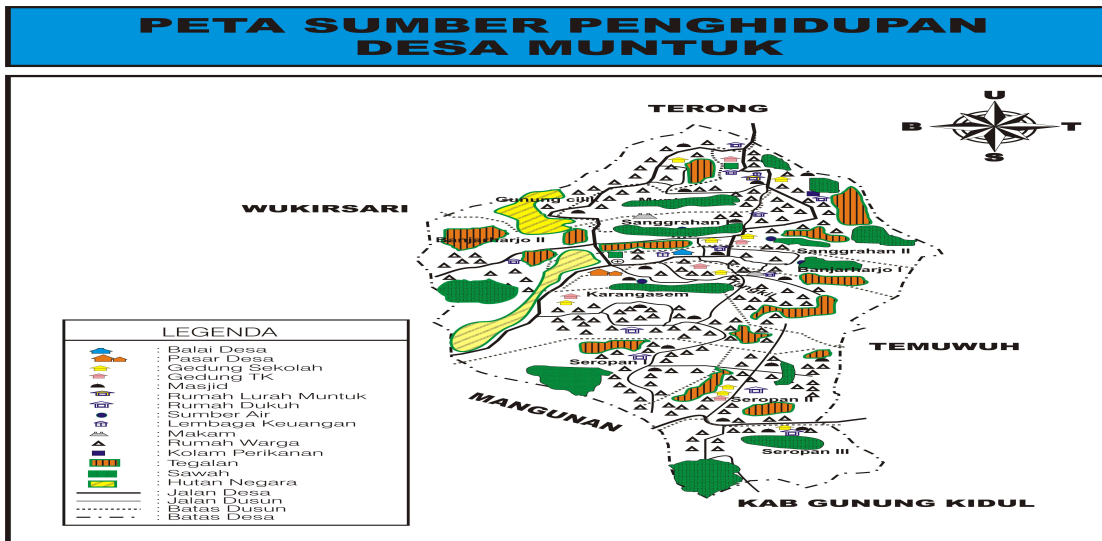 PETA SUMBER PENGHIDUPAN
DESA MUNTUK
TERONG
U
B
T
S
WUKIRSARI
Gunung cilik
Sanggrahan I
Banjarharjo II
Sanggrahan II
Banjarharjo I
Karangasem
TEMUWUH
Seropan I
MANGUNAN
Seropan II
Seropan III
KAB GUNUNG KIDUL
LEGENDA
: Balai Desa
: Pasar Desa
: Gedung Sekolah
: Gedung TK
: Masjid
: Rumah Lurah Muntuk
: Rumah Dukuh
: Sumber Air
: Lembaga Keuangan
: Makam
: Rumah Warga
: Kolam Perikanan
: Tegalan
: Sawah
: Hutan Negara
: Jalan Desa
: Jalan Dusun
: Batas Dusun
: Batas Desa